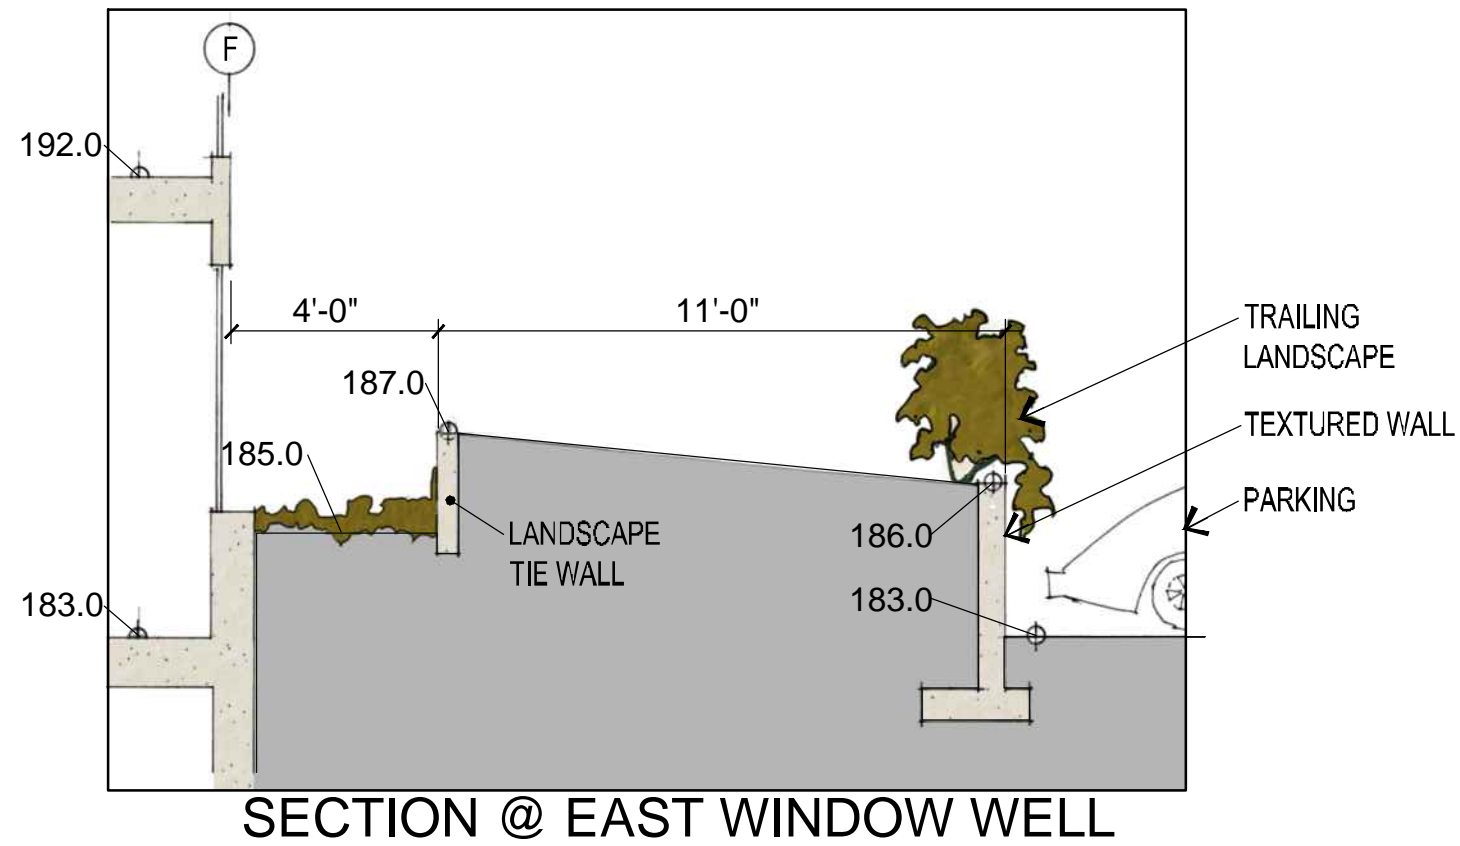 F
192.0
4'-0" 11'-0"
TRAILING
LANDSCAPE
187.0
TEXTURED WALL
185.0
PARKING
LANDSCAPE
TIE WALL
186.0
183.0
183.0
SECTION @ EAST WINDOW WELL